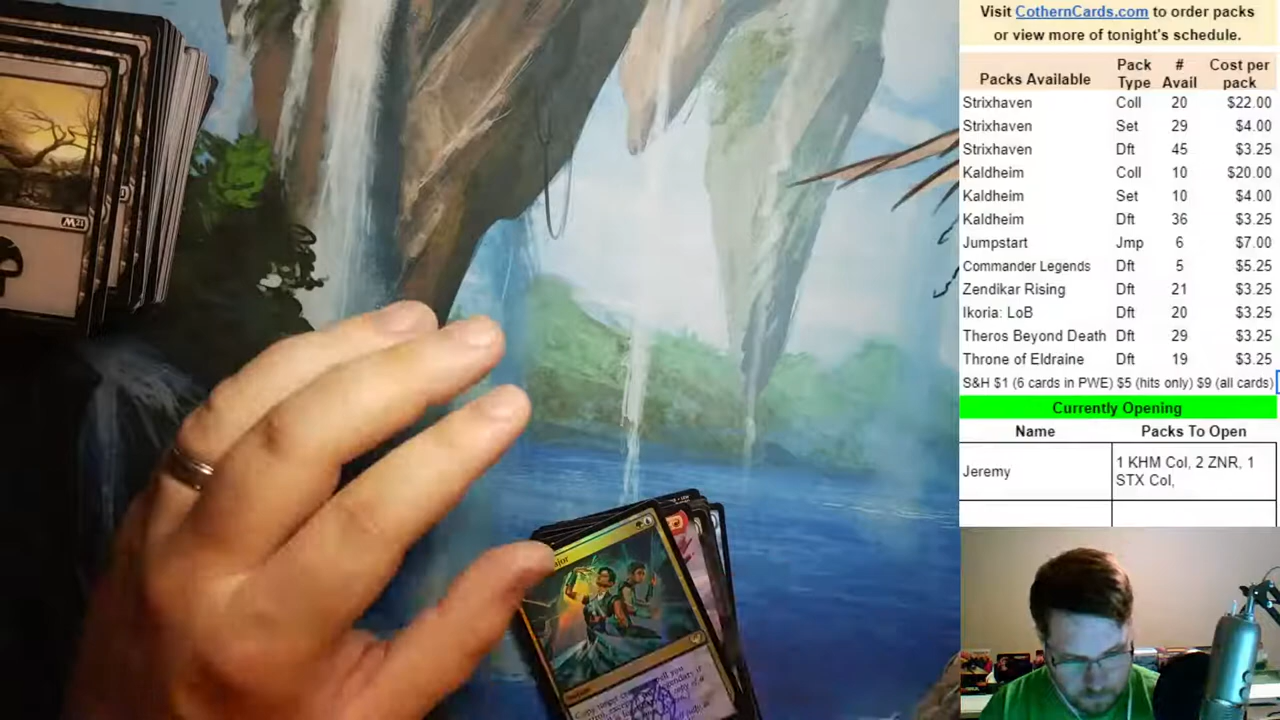 Visit CothernCards.com to order packs
or view more of tonight's schedule.
Packs Available Pack Type # Avail Cost per pack
Strixhaven Coll 20 $22.00
Strixhaven Set 29 $4.00
Strixhaven Dft 45 $3.25
Kaldheim Coll 10 $20.00
Kaldheim Set 10 $4.00
Kaldheim Dft 36 $3.25
Jumpstart Jmp 6 $7.00
Commander Legends Dft 5 $5.25
Zendikar Rising Dft 21 $3.25
Ikoria: LoB Dft 20 $3.25
Theros Beyond Death Dft 29 $3.25
Throne of Eldraine Dft 19 $3.25
S&H $1 (6 cards in PWE) $5 (hits only) $9 (all cards)
Currently Opening
Name Packs To Open
Jeremy 1 KHM Col, 2 ZNR, 1
STX Col,
M21